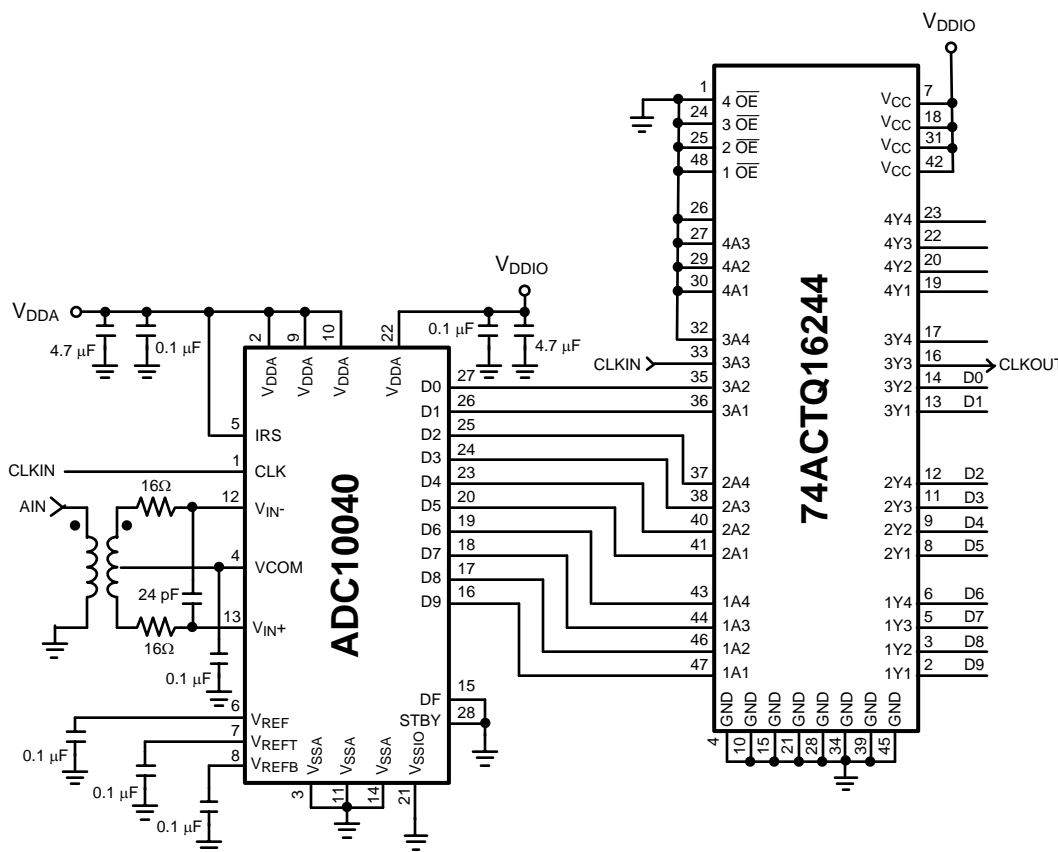 VDDIO
1 4 OE VCC 7
24 3 OE VCC 18
25 2 OE VCC 31
48 1 OE VCC 42
26 4Y4 23
27 4A3 4Y3 22
29 4A2 4Y2 20
30 4A1 4Y1 19
32 3A4 3Y4 17
CLKIN 33 3A3 3Y3 16 CLKOUT
35 3A2 3Y2 14 D0
36 3A1 3Y1 13 D1
37 2A4 2Y4 12 D2
38 2A3 2Y3 11 D3
40 2A2 2Y2 9 D4
41 2A1 2Y1 8 D5
43 1A4 1Y4 6 D6
44 1A3 1Y3 5 D7
46 1A2 1Y2 3 D8
47 1A1 1Y1 2 D9
74ACTQ16244
GND GND GND GND GND GND GND GND
4 10 15 21 28 34 39 45
VDDA
4.7 µF
0.1 µF
VDDIO
0.1 µF
4.7 µF
2 9 10 22
VDDA VDDA VDDA VDDA
5 IRS
CLKIN 1 CLK
AIN
16Ω 12 VIN-
4 VCOM
24 pF
13 VIN+
16Ω
0.1 µF
6 VREF
7 VREFT
8 VREFB
0.1 µF
0.1 µF
0.1 µF
ADC10040
D0 27
D1 26
D2 25
D3 24
D4 23
D5 20
D6 19
D7 18
D8 17
D9 16
DF 15
STBY 28
VSSA VSSA VSSA VSSIO
3 11 14 21